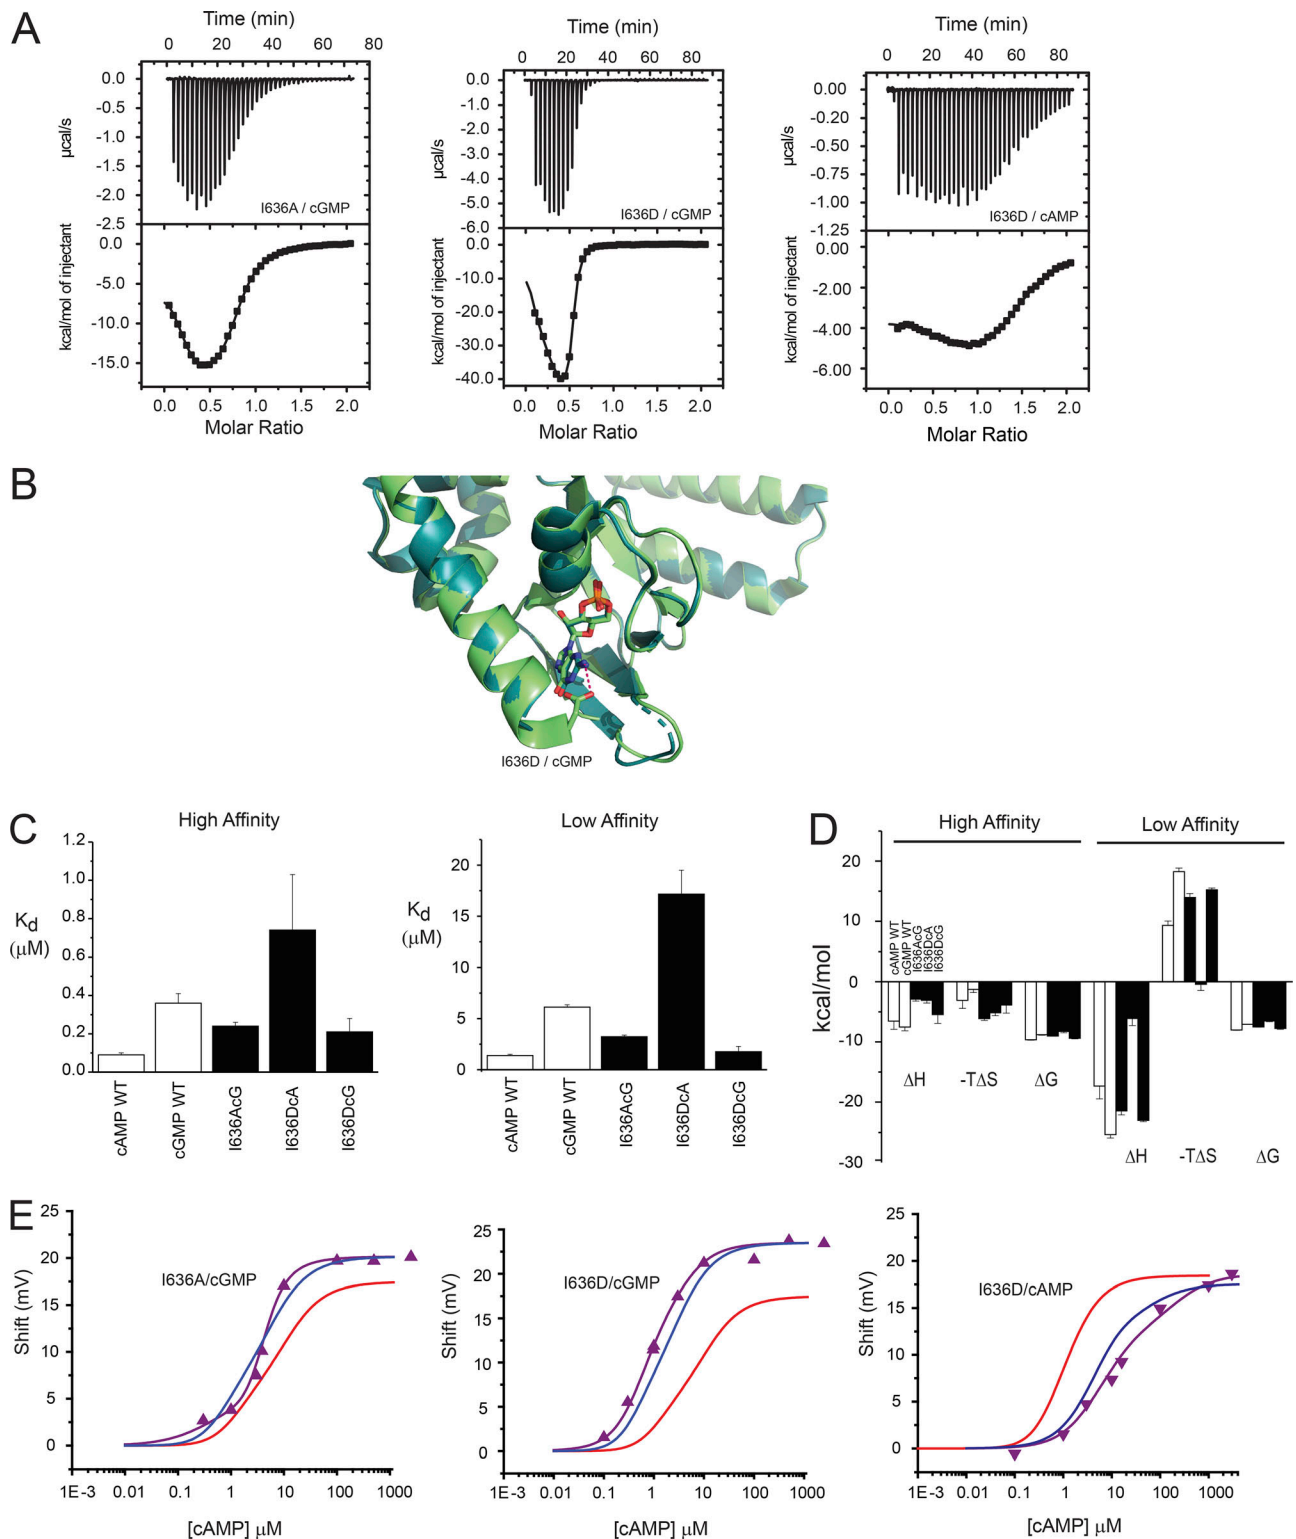 A
Time (min)
0 20 40 60 80
0.0
-0.5
-1.0
-1.5
-2.0
-2.5
µcal/s
I636A / cGMP
0.0
-5.0
-10.0
-15.0
kcal/mol of injectant
0.0 0.5 1.0 1.5 2.0
Molar Ratio
Time (min)
0 20 40 60 80
0.0
-1.0
-2.0
-3.0
-4.0
-5.0
-6.0
µcal/s
I636D / cGMP
0.0
-10.0
-20.0
-30.0
-40.0
kcal/mol of injectant
0.0 0.5 1.0 1.5 2.0
Molar Ratio
Time (min)
0 20 40 60 80
0.00
-0.20
-0.50
-0.75
-1.00
-1.25
µcal/s
I636D / cAMP
0.00
-2.00
-4.00
-6.00
kcal/mol of injectant
0.0 0.5 1.0 1.5 2.0
Molar Ratio
B
I636D / cGMP
C
High Affinity
1.2
1.0
0.8
0.6
0.4
0.2
0.0
Kd
(µM)
cAMP WT
cGMP WT
I636AcG
I636DcA
I636DcG
Low Affinity
20
15
10
5
0
Kd
(µM)
cAMP WT
cGMP WT
I636AcG
I636DcA
I636DcG
D
High Affinity
Low Affinity
20
10
0
-10
-20
-30
kcal/mol
cAMP WT
cGMP WT
I636AcG
I636DcA
I636DcG
ΔH
-TΔS
ΔG
ΔH
-TΔS
ΔG
E
25
20
15
10
5
0
Shift (mV)
I636A/cGMP
1E-3 0.01 0.1 1 10 100 1000
[cAMP] µM
25
20
15
10
5
0
Shift (mV)
I636D/cGMP
1E-3 0.01 0.1 1 10 100 1000
[cAMP] µM
25
20
15
10
5
0
Shift (mV)
I636D/cAMP
1E-3 0.01 0.1 1 10 100 1000
[cAMP] µM